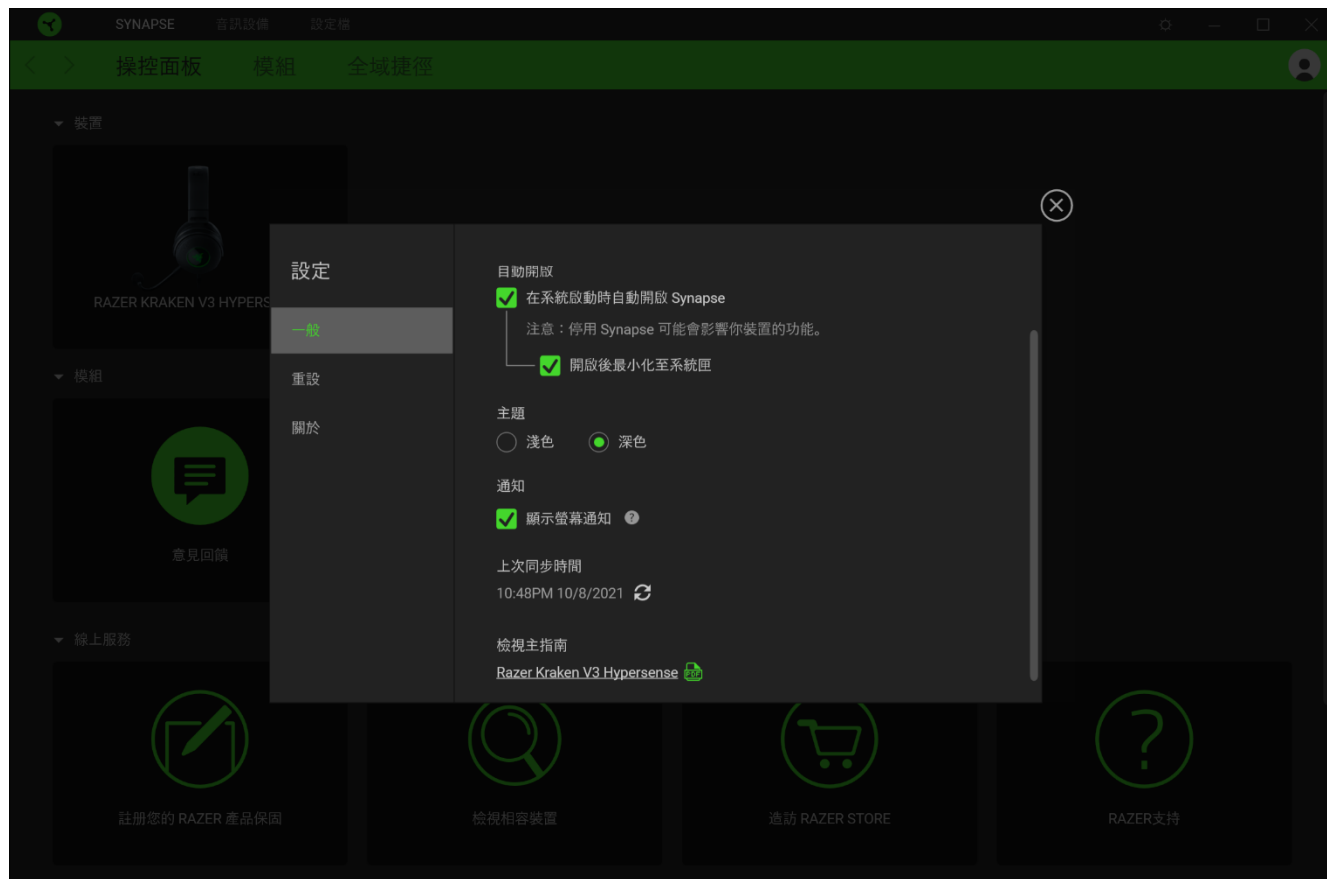 SYNAPSE 音訊設備 設定檔
操控面板 模組 全域捷徑
裝置
RAZER KRAKEN V3 HYPERS
模組
意見回饋
線上服務
註册您的 RAZER 產品保固
檢視相容裝置
造訪 RAZER STORE
RAZER支持
設定
一般
重設
關於
自動開啟
在系統啟動時自動開啟 Synapse
注意：停用 Synapse 可能會影響你裝置的功能。
開啟後最小化至系統匣
主題
淺色 深色
通知
顯示螢幕通知 ?
上次同步時間
10:48PM 10/8/2021
檢視主指南
Razer Kraken V3 Hypersense PDF